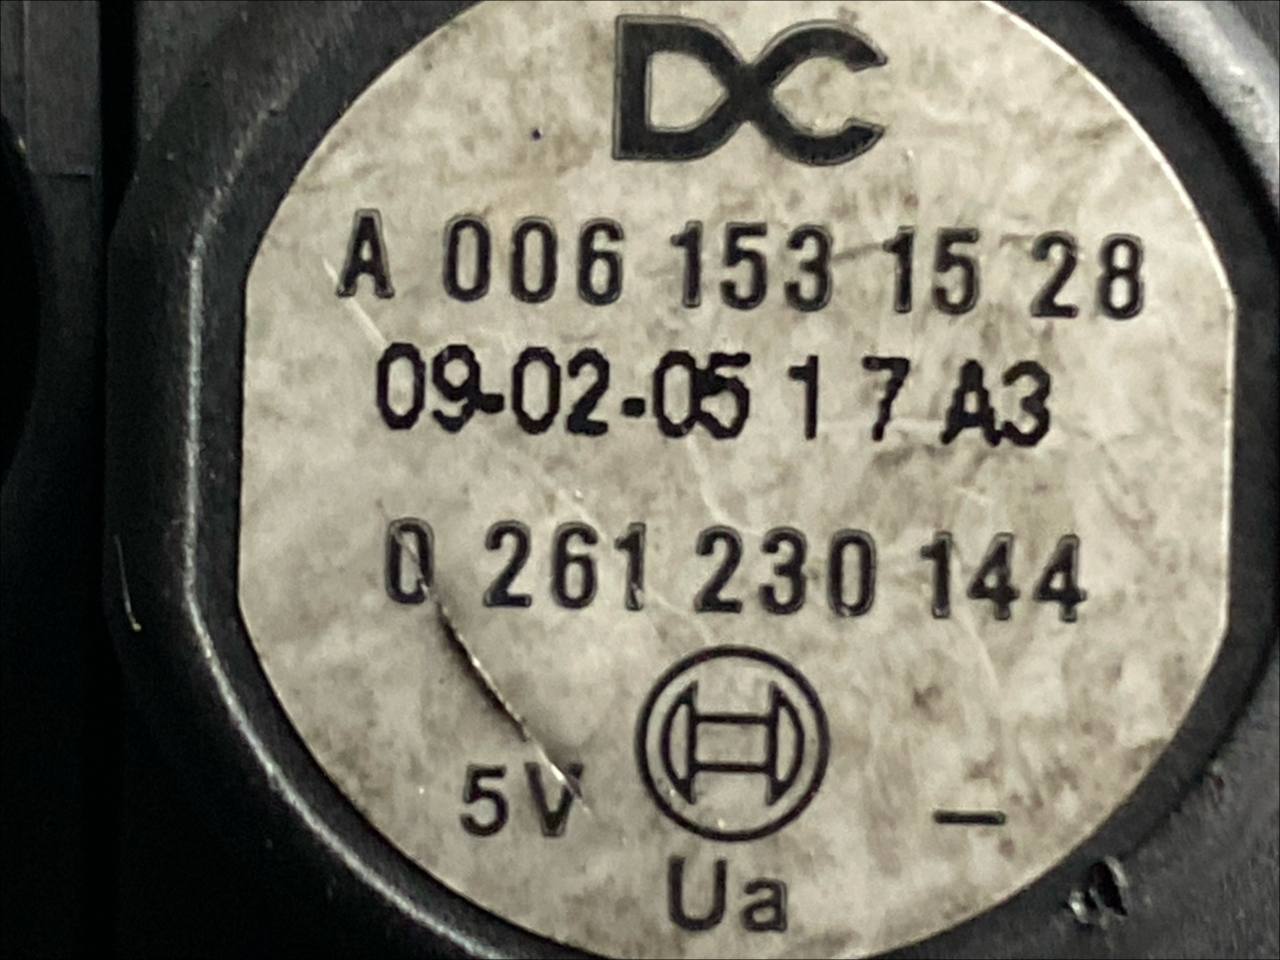 DC
A 006 153 15 28
09-02-05 1 7 A3
0 261 230 144
5V -
Ua